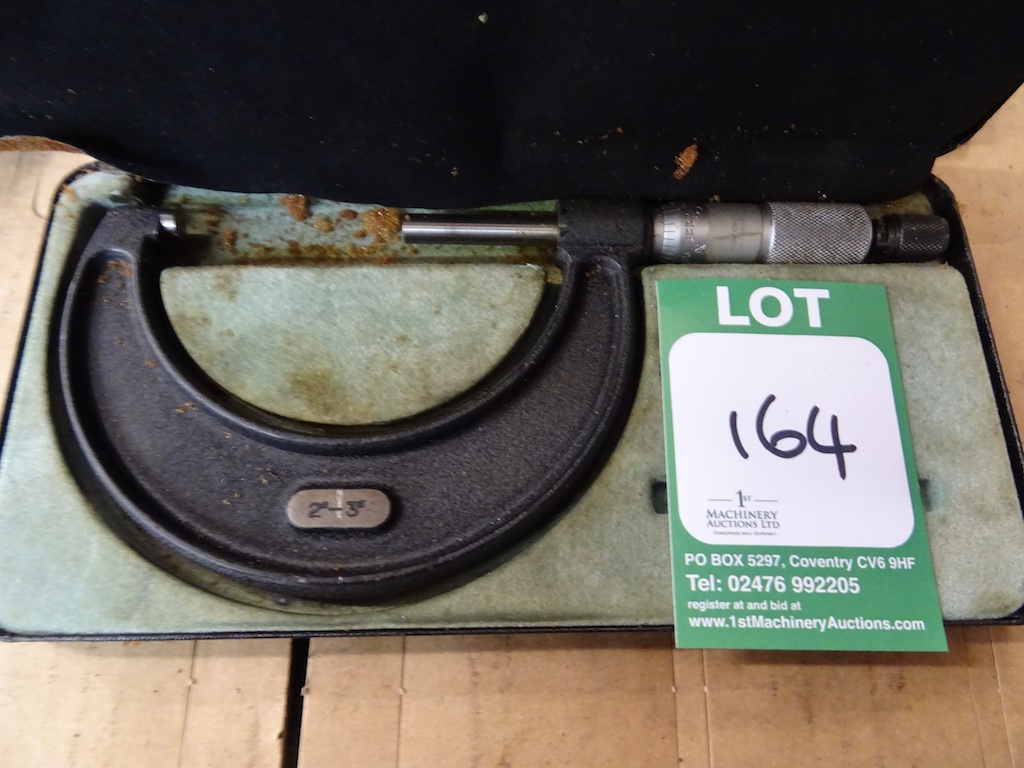 2"-3"
LOT
164
1ST
MACHINERY
AUCTIONS LTD
PO BOX 5297, Coventry CV6 9HF
Tel: 02476 992205
register at and bid at
www.1stMachineryAuctions.com